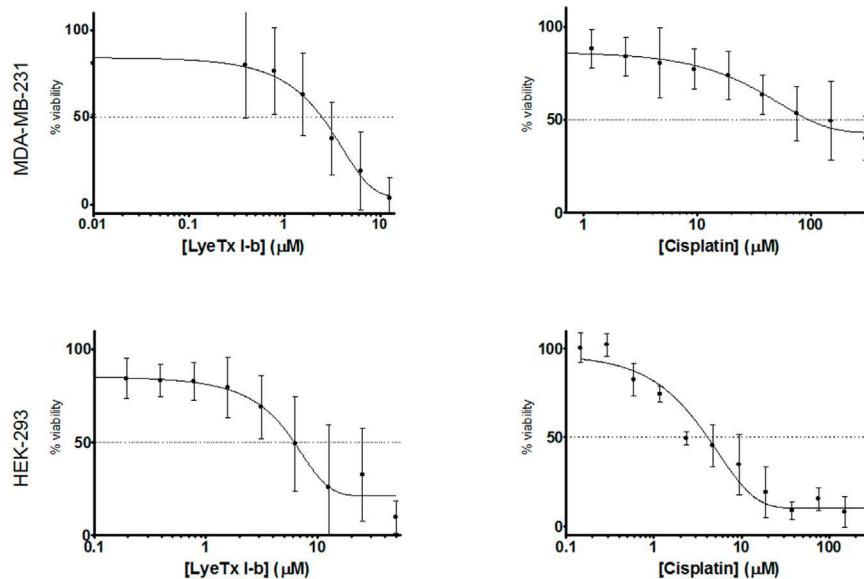 MDA-MB-231
% viability
100
50
0
0.01 0.1 1 10
[LyeTx I-b] (µM)
% viability
100
50
0
1 10 100
[Cisplatin] (µM)
HEK-293
% viability
100
50
0
0.1 1 10
[LyeTx I-b] (µM)
% viability
100
50
0
0.1 1 10 100
[Cisplatin] (µM)